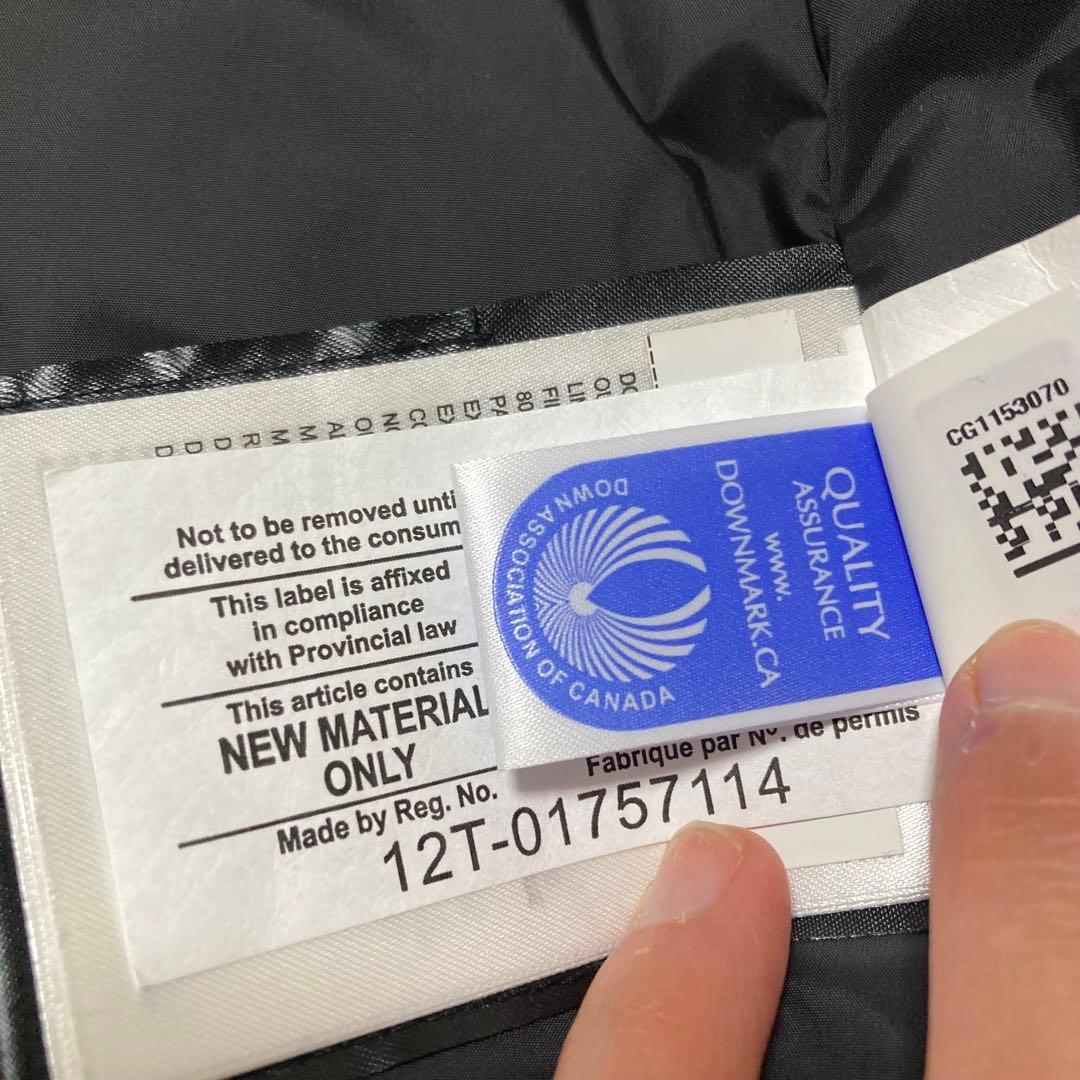 Not to be removed unti
delivered to the consum
This label is affixed
in compliance
with Provincial law
This article contains
NEW MATERIAL
ONLY
Made by Reg. No.
Fabriqué par Nº. de permis
12T-01757114
DOWN ASSOCIATION OF CANADA
QUALITY
ASSURANCE
www.
DOWNMARK.CA
CG1153070